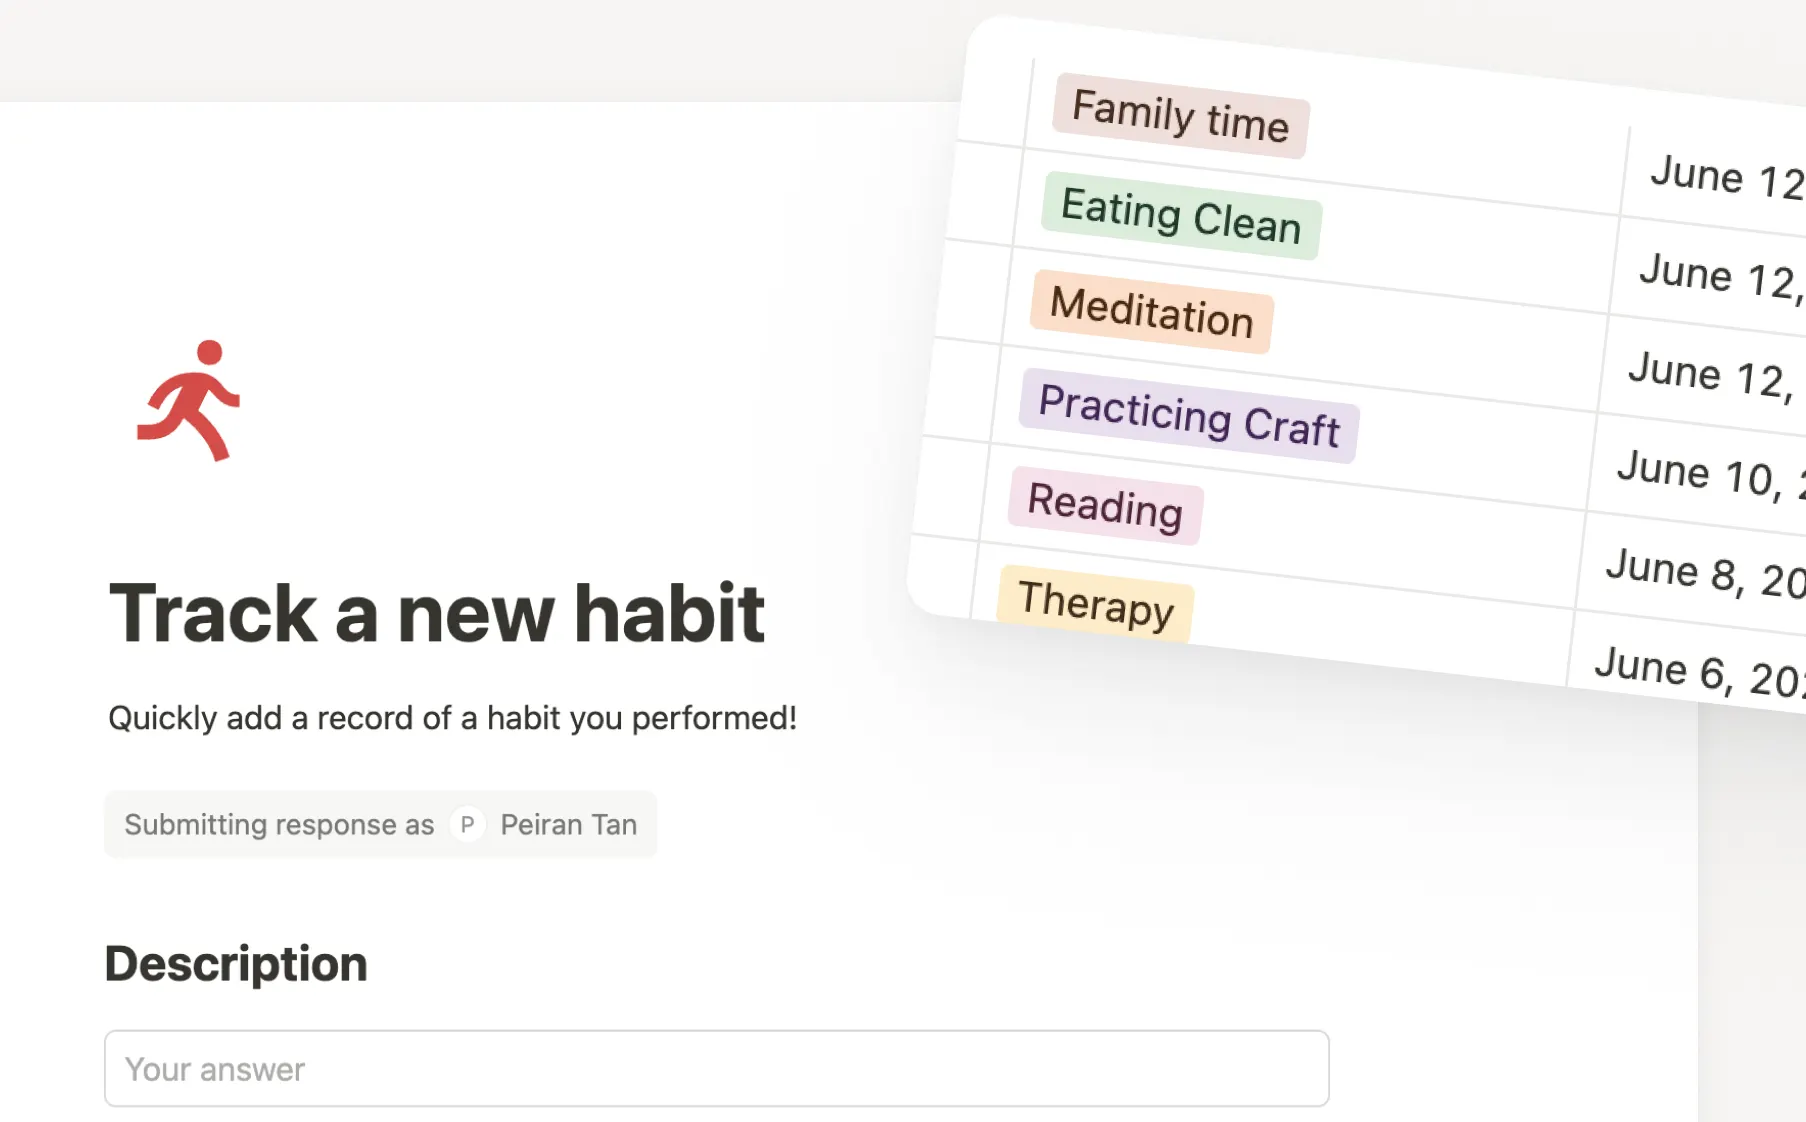 Family time
June 12
Eating Clean
June 12,
Meditation
June 12,
Practicing Craft
June 10,
Reading
June 8, 20
Therapy
June 6, 202
Track a new habit
Quickly add a record of a habit you performed!
Submitting response as P Peiran Tan
Description
Your answer